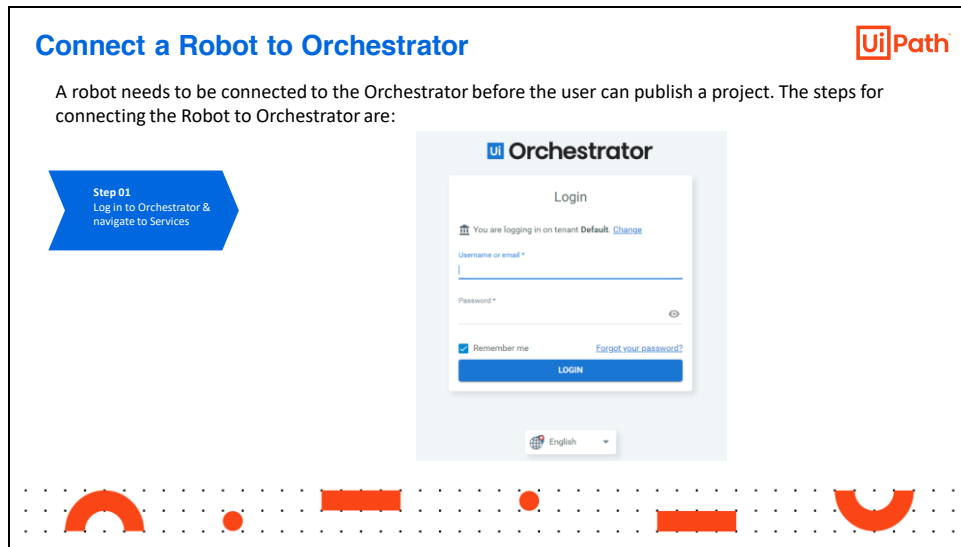 Connect a Robot to Orchestrator
UiPath
A robot needs to be connected to the Orchestrator before the user can publish a project. The steps for
connecting the Robot to Orchestrator are:
Step 01
Log in to Orchestrator &
navigate to Services
Ui Orchestrator
Login
You are logging in on tenant Default. Change
Username or email *
Password *
Remember me
Forgot your password?
LOGIN
English